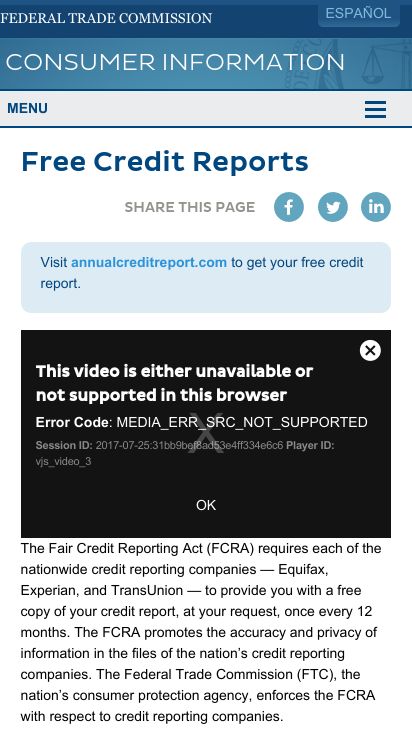 FEDERAL TRADE COMMISSION
ESPAÑOL
CONSUMER INFORMATION
MENU
Free Credit Reports
SHARE THIS PAGE
Visit annualcreditreport.com to get your free credit
report.
This video is either unavailable or
not supported in this browser
Error Code: MEDIA_ERR_SRC_NOT_SUPPORTED
Session ID: 2017-07-25:31bb9bef8ad53e4ff334e6c6 Player ID:
vjs_video_3
OK
The Fair Credit Reporting Act (FCRA) requires each of the
nationwide credit reporting companies — Equifax,
Experian, and TransUnion — to provide you with a free
copy of your credit report, at your request, once every 12
months. The FCRA promotes the accuracy and privacy of
information in the files of the nation’s credit reporting
companies. The Federal Trade Commission (FTC), the
nation’s consumer protection agency, enforces the FCRA
with respect to credit reporting companies.